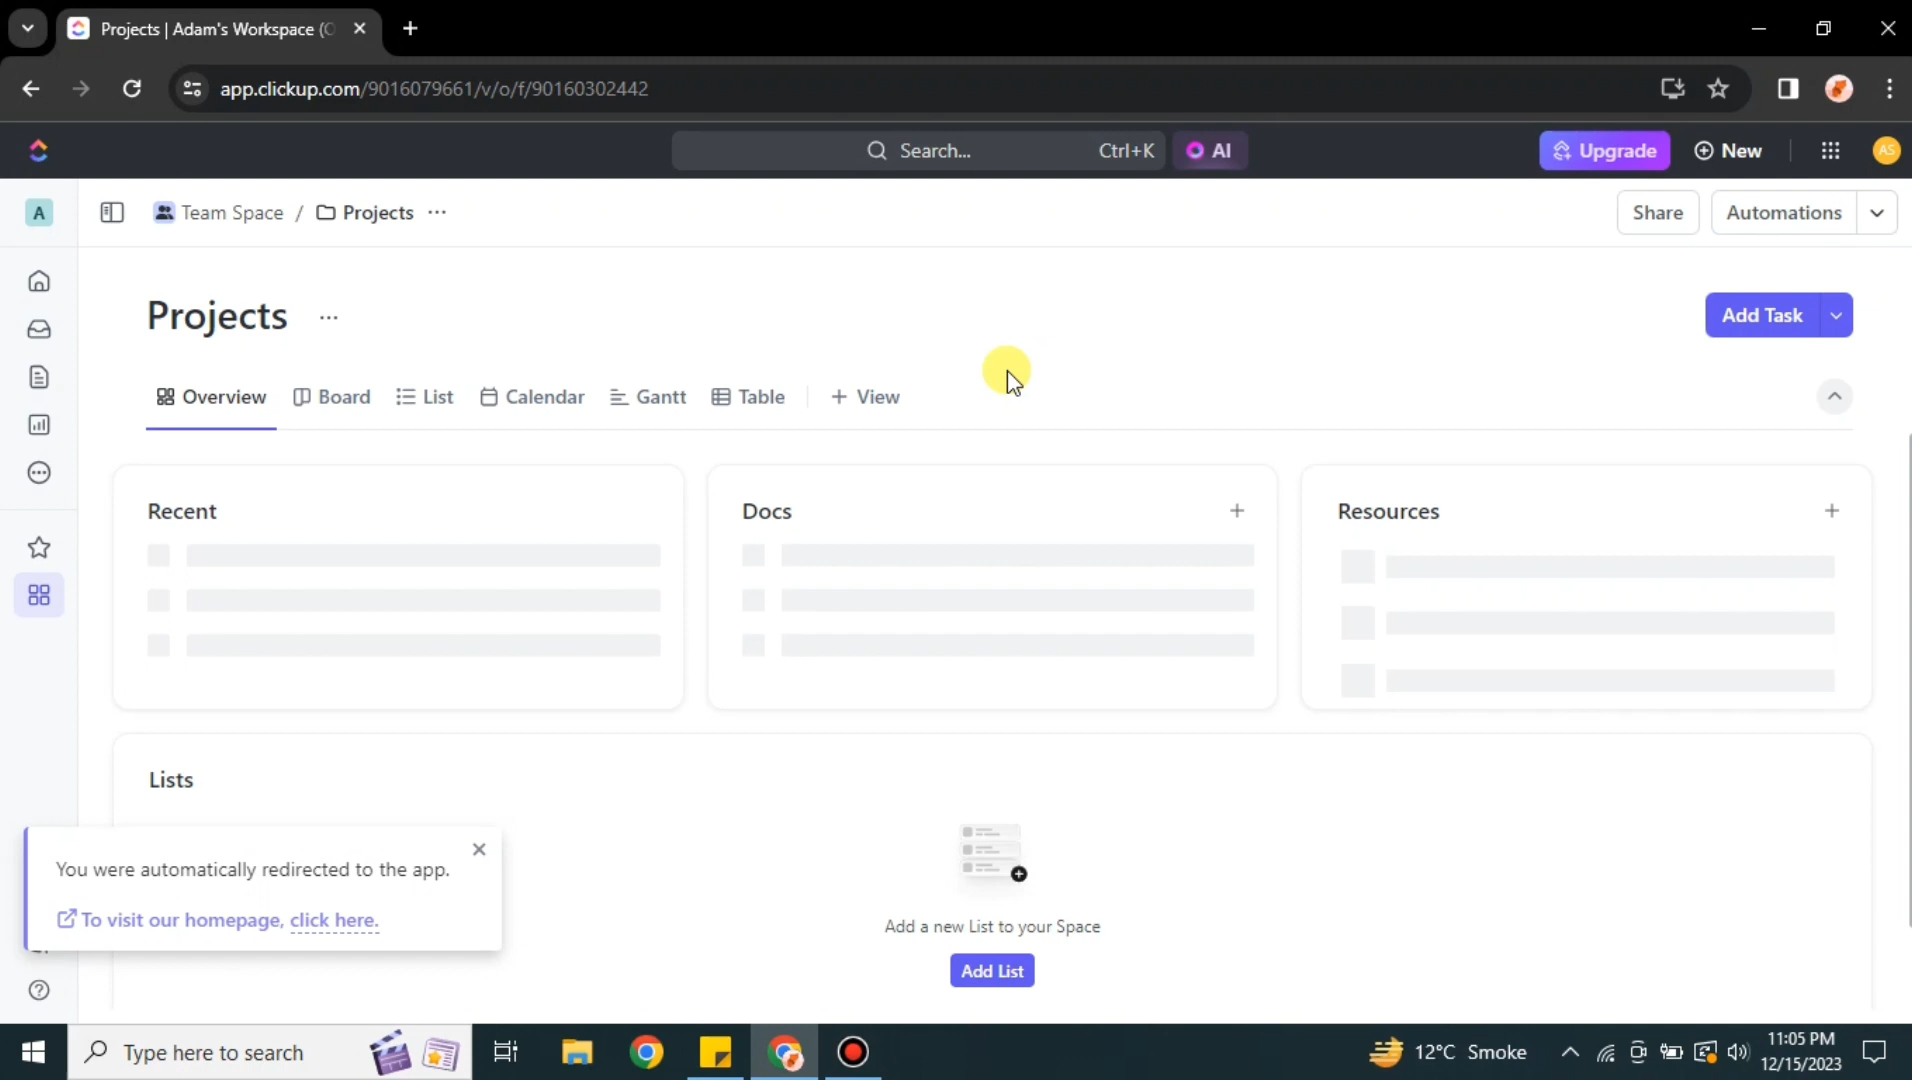 Projects | Adam's Workspace (
app.clickup.com/9016079661/v/o/f/90160302442
Search... Ctrl+K AI Upgrade New AS
A Team Space / Projects ... Share Automations
Projects ... Add Task
Overview Board List Calendar Gantt Table + View
Recent Docs + Resources +
Lists
You were automatically redirected to the app.
To visit our homepage, click here.
Add a new List to your Space
Add List
Type here to search 12°C Smoke 11:05 PM
12/15/2023